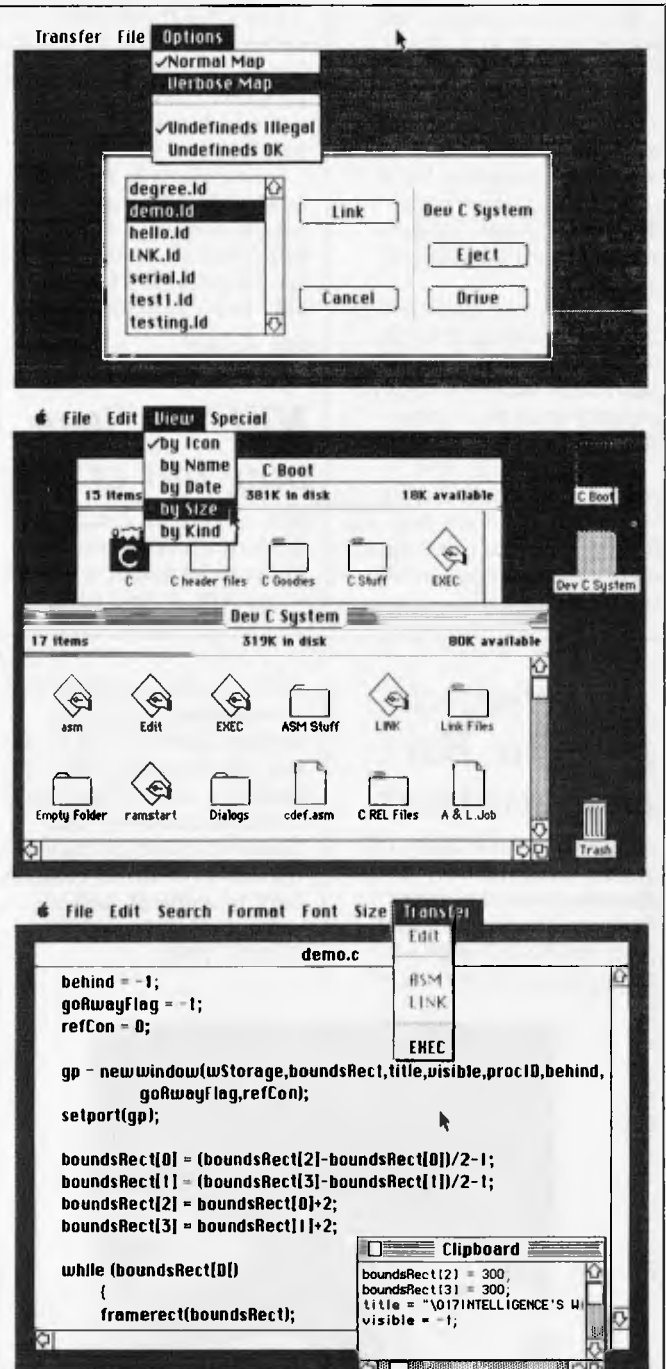 Transfer File Options
✓Normal Map
Verbose Map
✓Undefineds Illegal
Undefineds OK
degree.ld
demo.ld
hello.ld
LNK.ld
serial.ld
test1.ld
testing.ld
Link
Cancel
Dev C System
Eject
Drive
File Edit View Special
✓by Icon
by Name
by Date
by Size
by Kind
C Boot
15 items
381K in disk
18K available
C
C header files
C Goodies
C Stuff
EXEC
C Boot
Dev C System
Dev C System
17 items
319K in disk
80K available
asm
Edit
EXEC
ASM Stuff
LINK
Link Files
Empty Folder
ramstart
Dialogs
cdef.asm
C REL Files
A & L.Job
Trash
File Edit Search Format Font Size Transfer
Edit
ASM
LINK
EXEC
demo.c
behind = -1;
goAwayFlag = -1;
refCon = 0;
gp = newwindow(wStorage,boundsRect,title,visible,procID,behind,
goAwayFlag,refCon);
setport(gp);
boundsRect[0] = (boundsRect[2]-boundsRect[0])/2-1;
boundsRect[1] = (boundsRect[3]-boundsRect[1])/2-1;
boundsRect[2] = boundsRect[0]+2;
boundsRect[3] = boundsRect[1]+2;
while (boundsRect[0])
{
framerect(boundsRect);
Clipboard
boundsRect[2] = 300;
boundsRect[3] = 300;
title = "\017INTELLIGENCE'S
visible = -1;